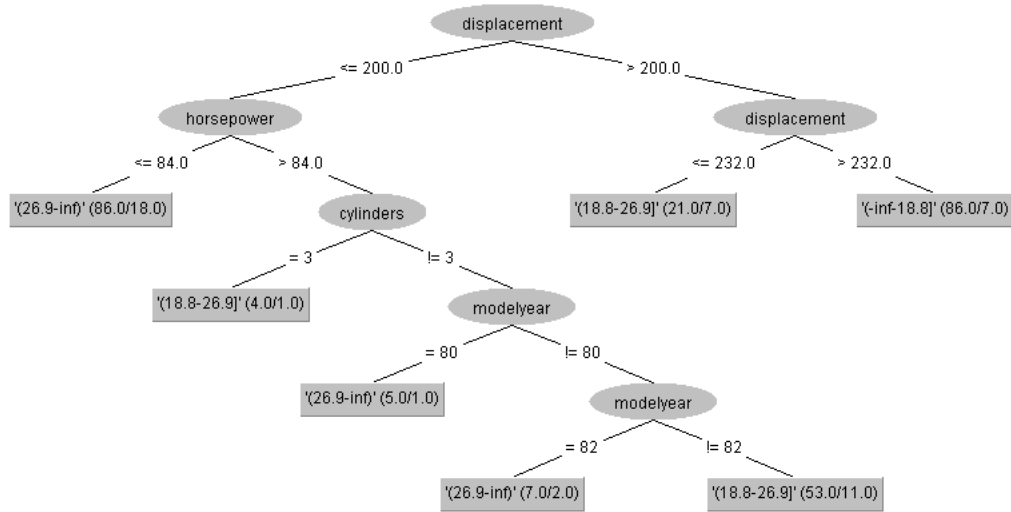 displacement
<= 200.0
> 200.0
horsepower
displacement
<= 84.0
> 84.0
<= 232.0
> 232.0
'(26.9-inf)' (86.0/18.0)
cylinders
'(18.8-26.9]' (21.0/7.0)
'(-inf-18.8]' (86.0/7.0)
= 3
!= 3
'(18.8-26.9]' (4.0/1.0)
modelyear
= 80
!= 80
'(26.9-inf)' (5.0/1.0)
modelyear
= 82
!= 82
'(26.9-inf)' (7.0/2.0)
'(18.8-26.9]' (53.0/11.0)